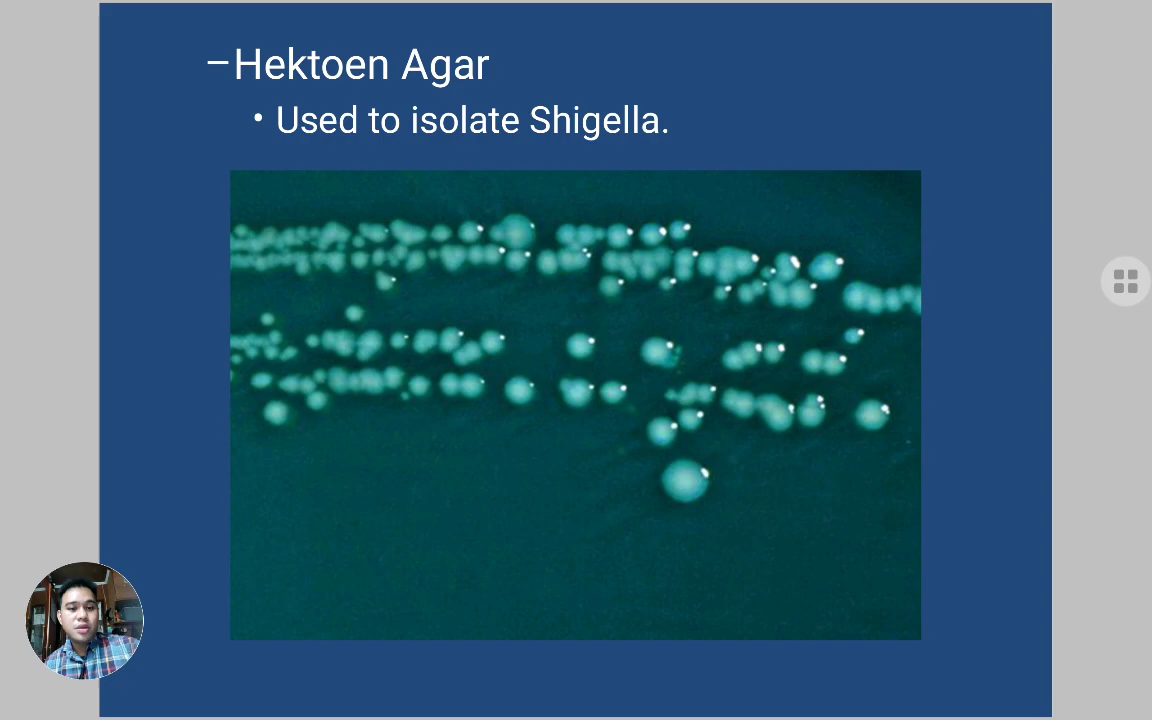 –Hektoen Agar
• Used to isolate Shigella.